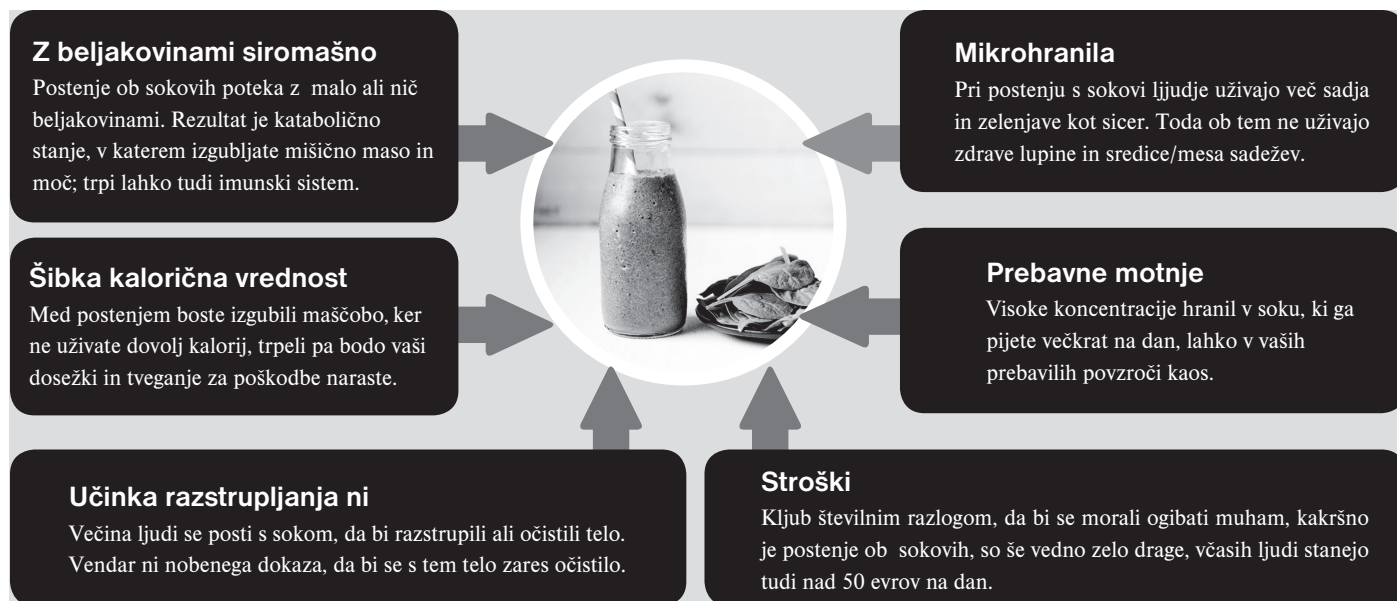 Z beljakovinami siromašno
Postenje ob sokovih poteka z malo ali nič
beljakovinami. Rezultat je katabolično
stanje, v katerem izgubljate mišično maso in
moč; trpi lahko tudi imunski sistem.
Šibka kalorična vrednost
Med postenjem boste izgubili maščobo, ker
ne uživate dovolj kalorij, trpeli pa bodo vaši
dosežki in tveganje za poškodbe naraste.
Mikrohranila
Pri postenju s sokovi ljjudje uživajo več sadja
in zelenjave kot sicer. Toda ob tem ne uživajo
zdrave lupine in sredice/mesa sadežev.
Prebavne motnje
Visoke koncentracije hranil v soku, ki ga
pijete večkrat na dan, lahko v vaših
prebavilih povzroči kaos.
Učinka razstrupljanja ni
Večina ljudi se posti s sokom, da bi razstrupili ali očistili telo.
Vendar ni nobenega dokaza, da bi se s tem telo zares očistilo.
Stroški
Kljub številnim razlogom, da bi se morali ogibati muham, kakršno
je postenje ob sokovih, so še vedno zelo drage, včasih ljudi stanejo
tudi nad 50 evrov na dan.